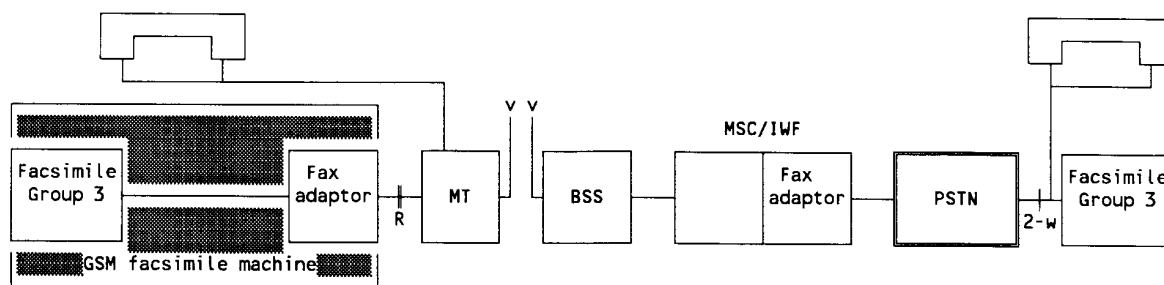 MSC/IWF
Facsimile
Group 3
Fax
adaptor
R
MT
v v
BSS
Fax
adaptor
PSTN
2-w
Facsimile
Group 3
GSM facsimile machine